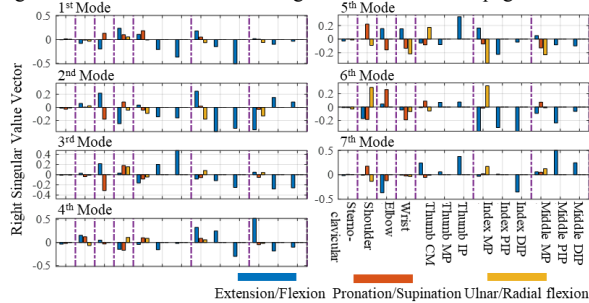 1st Mode
0.5
0
-0.5
2nd Mode
0.2
0
-0.2
3rd Mode
0.4
0.2
0
-0.2
-0.4
4th Mode
0.5
0
-0.5
5th Mode
0.2
0
-0.2
6th Mode
0.2
0
-0.2
7th Mode
0.5
0
-0.5
Right Singular Value Vector
Sterno-
clavicular
Shoulder
Elbow
Wrist
Thumb CM
Thumb MP
Thumb IP
Index MP
Index PIP
Index DIP
Middle MP
Middle PIP
Middle DIP
Extension/Flexion Pronation/Supination Ulnar/Radial flexion